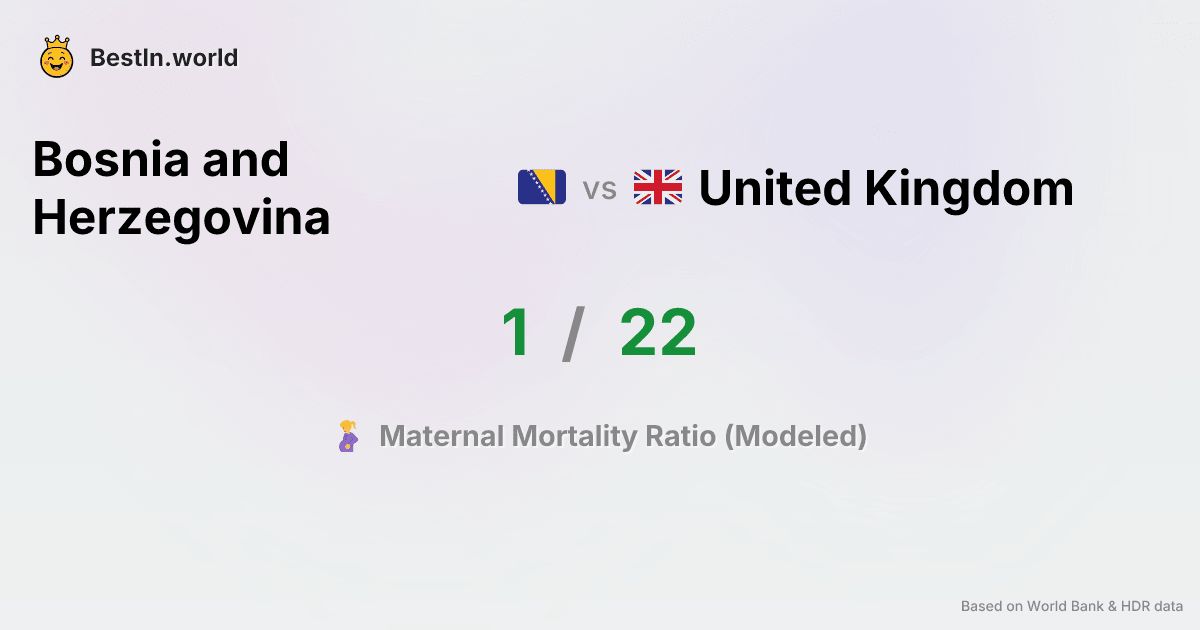 BestIn.world
Bosnia and
Herzegovina
vs
United Kingdom
1 / 22
Maternal Mortality Ratio (Modeled)
Based on World Bank & HDR data